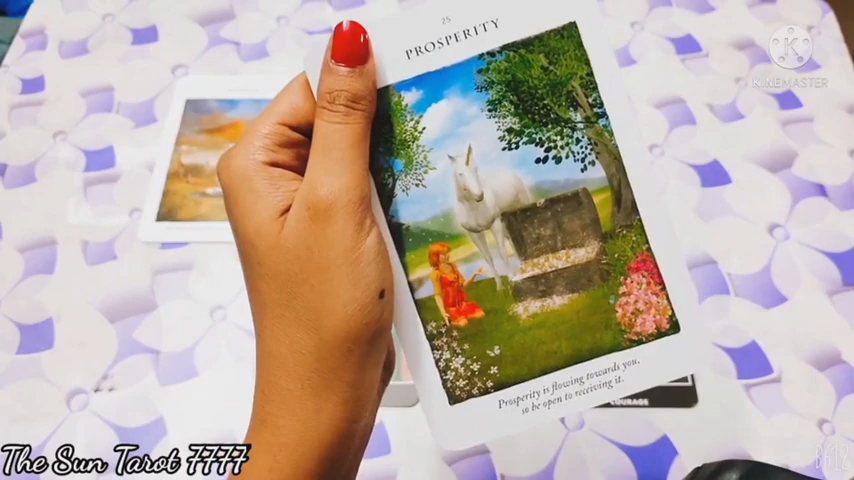 25
PROSPERITY
KINEMASTER
Prosperity is flowing towards you,
so be open to receiving it.
COURAGE
The Sun Tarot 7777